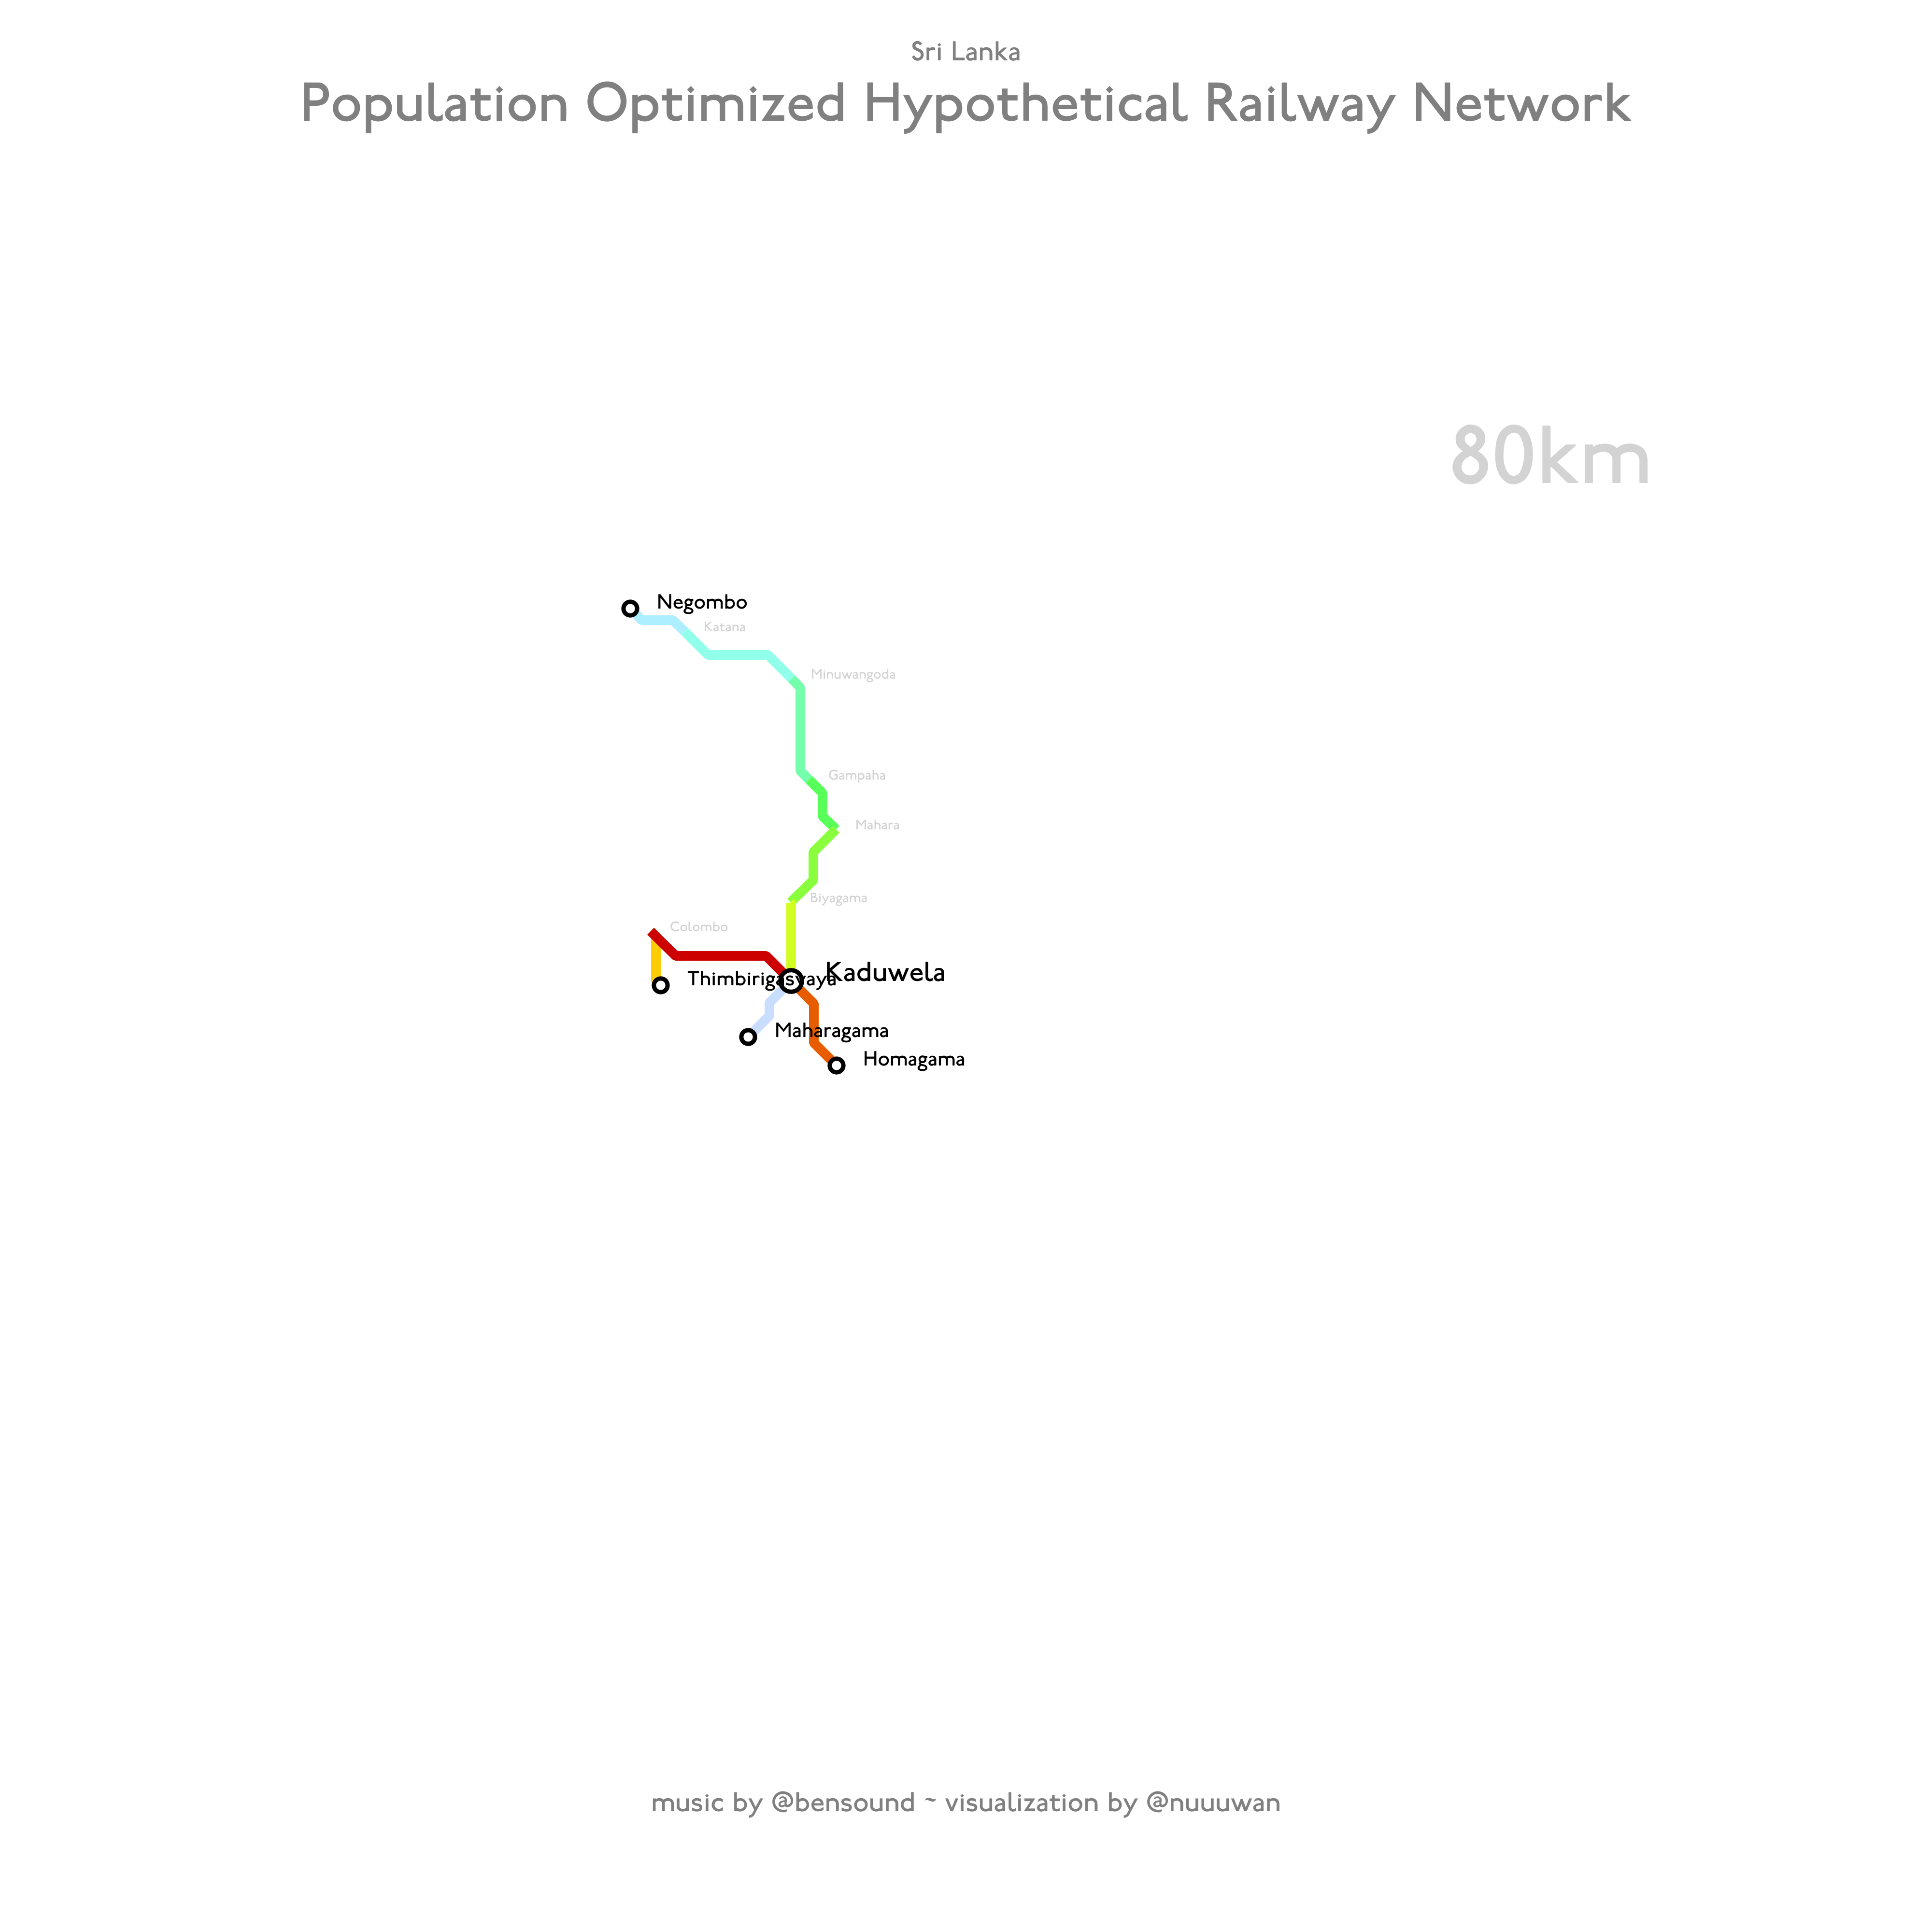 Sri Lanka
Population Optimized Hypothetical Railway Network
80km
Negombo
Katana
Minuwangoda
Gampaha
Mahara
Biyagama
Colombo
Kaduwela
Thimbirigasyaya
Maharagama
Homagama
music by @bensound ~ visualization by @nuuuwan